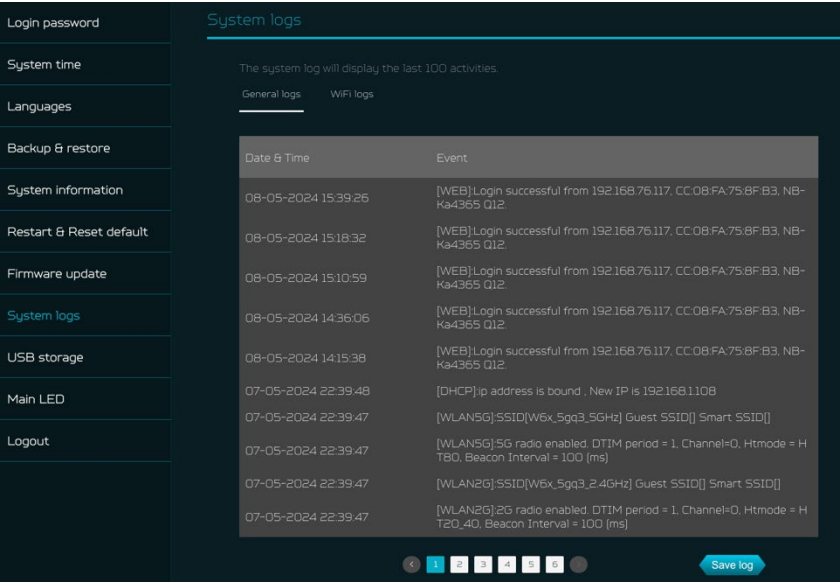 Login password
System time
Languages
Backup & restore
System information
Restart & Reset default
Firmware update
System logs
USB storage
Main LED
Logout
System logs
The system log will display the last 100 activities.
General logs WiFi logs
Date & Time Event
08-05-2024 15:39:26 [WEB]:Login successful from 192.168.76.117, CC:08:FA:75:8F:B3, NB-
Ka4365 Q12.
08-05-2024 15:18:32 [WEB]:Login successful from 192.168.76.117, CC:08:FA:75:8F:B3, NB-
Ka4365 Q12.
08-05-2024 15:10:59 [WEB]:Login successful from 192.168.76.117, CC:08:FA:75:8F:B3, NB-
Ka4365 Q12.
08-05-2024 14:36:06 [WEB]:Login successful from 192.168.76.117, CC:08:FA:75:8F:B3, NB-
Ka4365 Q12.
08-05-2024 14:15:38 [WEB]:Login successful from 192.168.76.117, CC:08:FA:75:8F:B3, NB-
Ka4365 Q12.
07-05-2024 22:39:48 [DHCP]:ip address is bound , New IP is 192.168.1.108
07-05-2024 22:39:47 [WLAN5G]:SSID[W6x_5gq3_5GHz] Guest SSID[] Smart SSID[]
07-05-2024 22:39:47 [WLAN5G]:5G radio enabled. DTIM period = 1, Channel=0, Htmode = H
T80, Beacon Interval = 100 (ms)
07-05-2024 22:39:47 [WLAN2G]:SSID[W6x_5gq3_2.4GHz] Guest SSID[] Smart SSID[]
07-05-2024 22:39:47 [WLAN2G]:2G radio enabled. DTIM period = 1, Channel=0, Htmode = H
T20_40, Beacon Interval = 100 (ms)
< 1 2 3 4 5 6 >
Save log